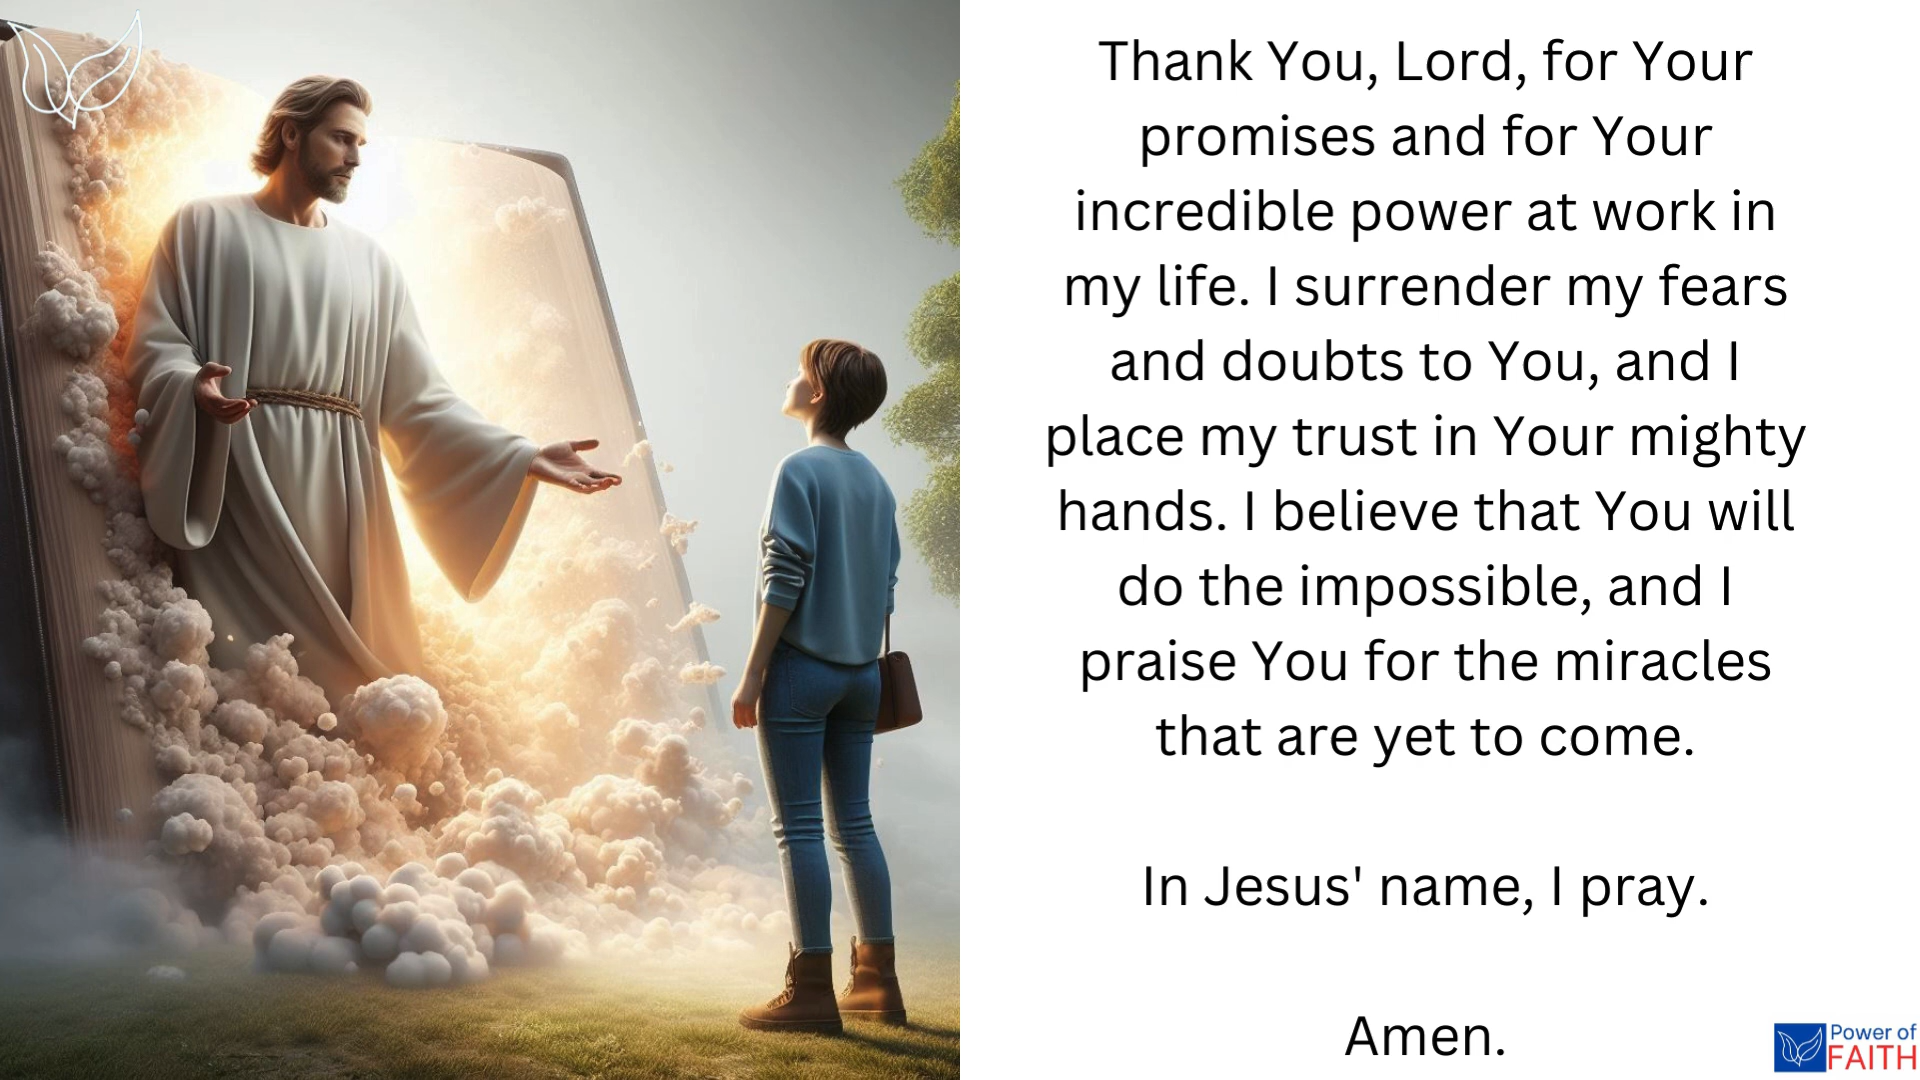 Thank You, Lord, for Your
promises and for Your
incredible power at work in
my life. I surrender my fears
and doubts to You, and I
place my trust in Your mighty
hands. I believe that You will
do the impossible, and I
praise You for the miracles
that are yet to come.
In Jesus' name, I pray.
Amen.
Power of
FAITH